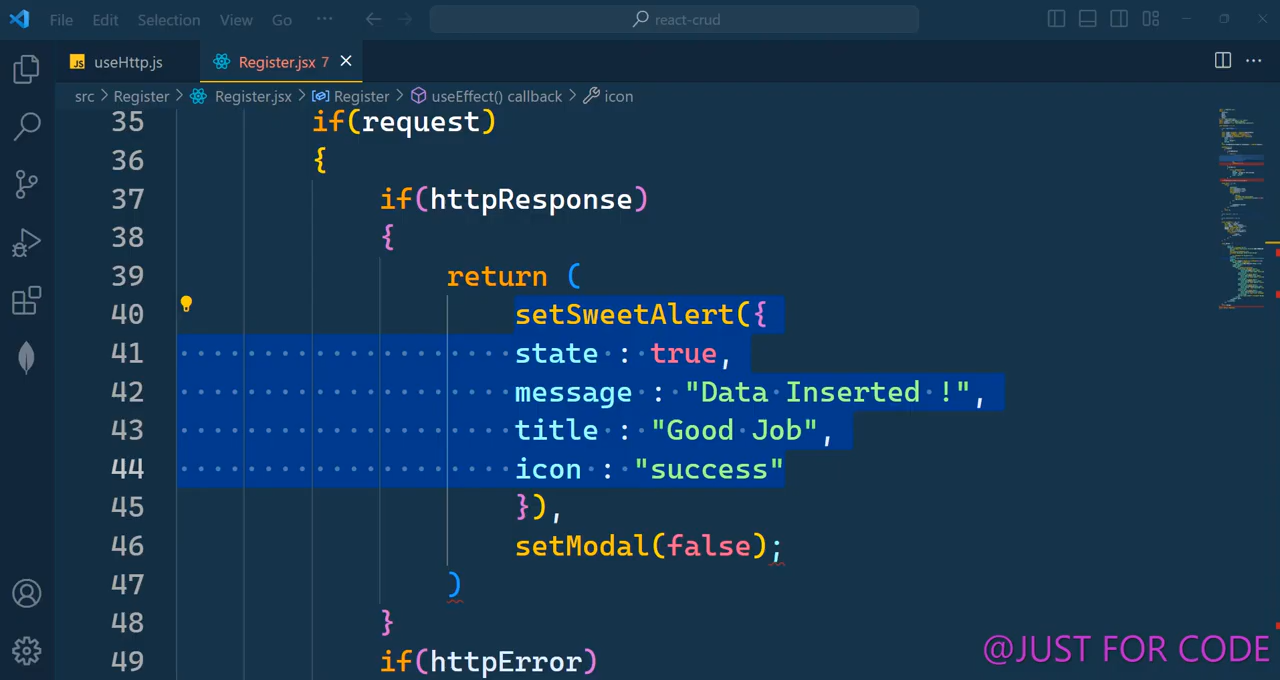 File Edit Selection View Go ··· react-crud
JS useHttp.js Register.jsx 7
src > Register > Register.jsx > Register > useEffect() callback > icon
35 if(request)
36 {
37 if(httpResponse)
38 {
39 return (
40 setSweetAlert({
41 state : true,
42 message : "Data Inserted !",
43 title : "Good Job",
44 icon : "success"
45 }),
46 setModal(false);
47 )
48 }
49 if(httpError)
@JUST FOR CODE